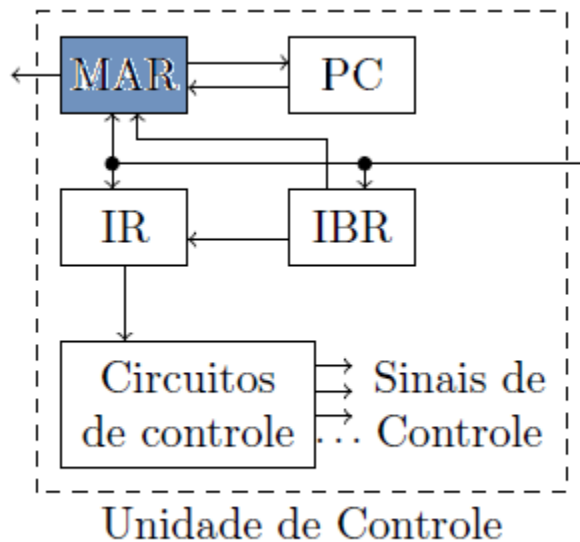 MAR
PC
IR
IBR
Circuitos
de controle
Sinais de
... Controle
Unidade de Controle